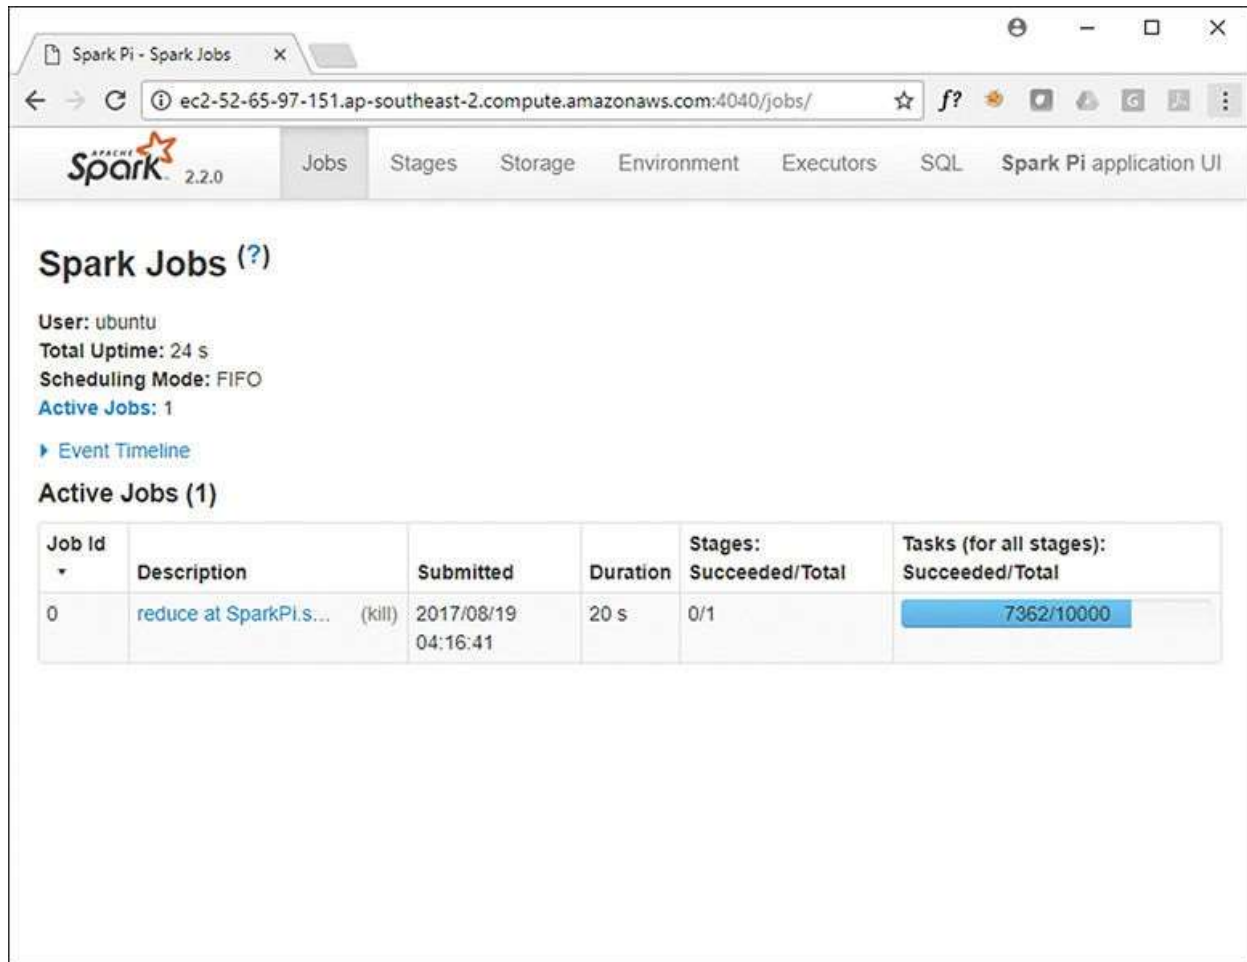 Spark Pi - Spark Jobs
ec2-52-65-97-151.ap-southeast-2.compute.amazonaws.com:4040/jobs/
f?
G
APACHE
Spark 2.2.0 Jobs Stages Storage Environment Executors SQL Spark Pi application UI
Spark Jobs (?)
User: ubuntu
Total Uptime: 24 s
Scheduling Mode: FIFO
Active Jobs: 1
Event Timeline
Active Jobs (1)
Job Id Description Submitted Duration Stages: Succeeded/Total Tasks (for all stages): Succeeded/Total
0 reduce at SparkPi.s... (kill) 2017/08/19 04:16:41 20 s 0/1 7362/10000